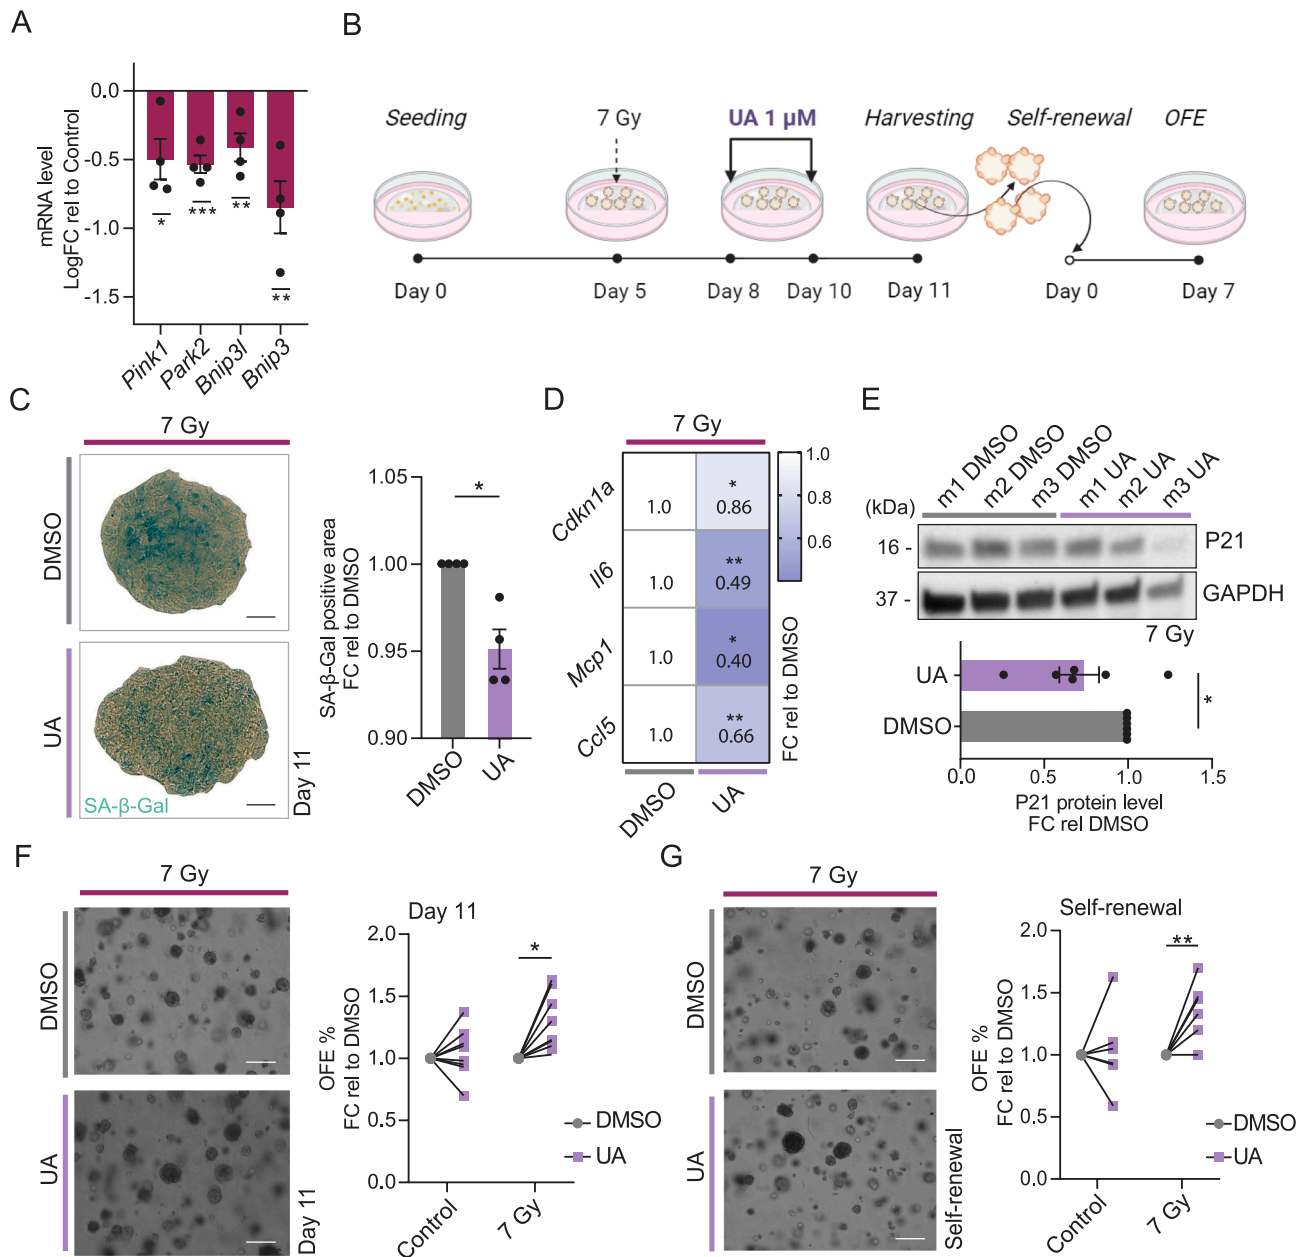 A
0.0
-0.5
-1.0
-1.5
mRNA level
LogFC rel to Control
*
***
**
**
Pink1
Park2
Bnip3l
Bnip3
B
Seeding
7 Gy
UA 1 µM
Harvesting
Self-renewal
OFE
Day 0
Day 5
Day 8
Day 10
Day 11
Day 0
Day 7
C
7 Gy
DMSO
UA
SA-β-Gal
Day 11
SA-β-Gal positive area
FC rel to DMSO
1.05
1.00
0.95
0.90
*
DMSO
UA
D
7 Gy
Cdkn1a
1.0
*
0.86
Il6
1.0
**
0.49
Mcp1
1.0
*
0.40
Ccl5
1.0
**
0.66
DMSO
UA
1.0
0.8
0.6
FC rel to DMSO
E
m1 DMSO
m2 DMSO
m3 DMSO
m1 UA
m2 UA
m3 UA
(kDa)
16 -
P21
37 -
GAPDH
7 Gy
UA
DMSO
*
0.0
0.5
1.0
1.5
P21 protein level
FC rel DMSO
F
7 Gy
DMSO
UA
Day 11
Day 11
OFE %
FC rel to DMSO
2.0
1.5
1.0
0.5
0.0
*
DMSO
UA
Control
7 Gy
G
7 Gy
DMSO
UA
Self-renewal
Self-renewal
OFE %
FC rel to DMSO
2.0
1.5
1.0
0.5
0.0
**
DMSO
UA
Control
7 Gy